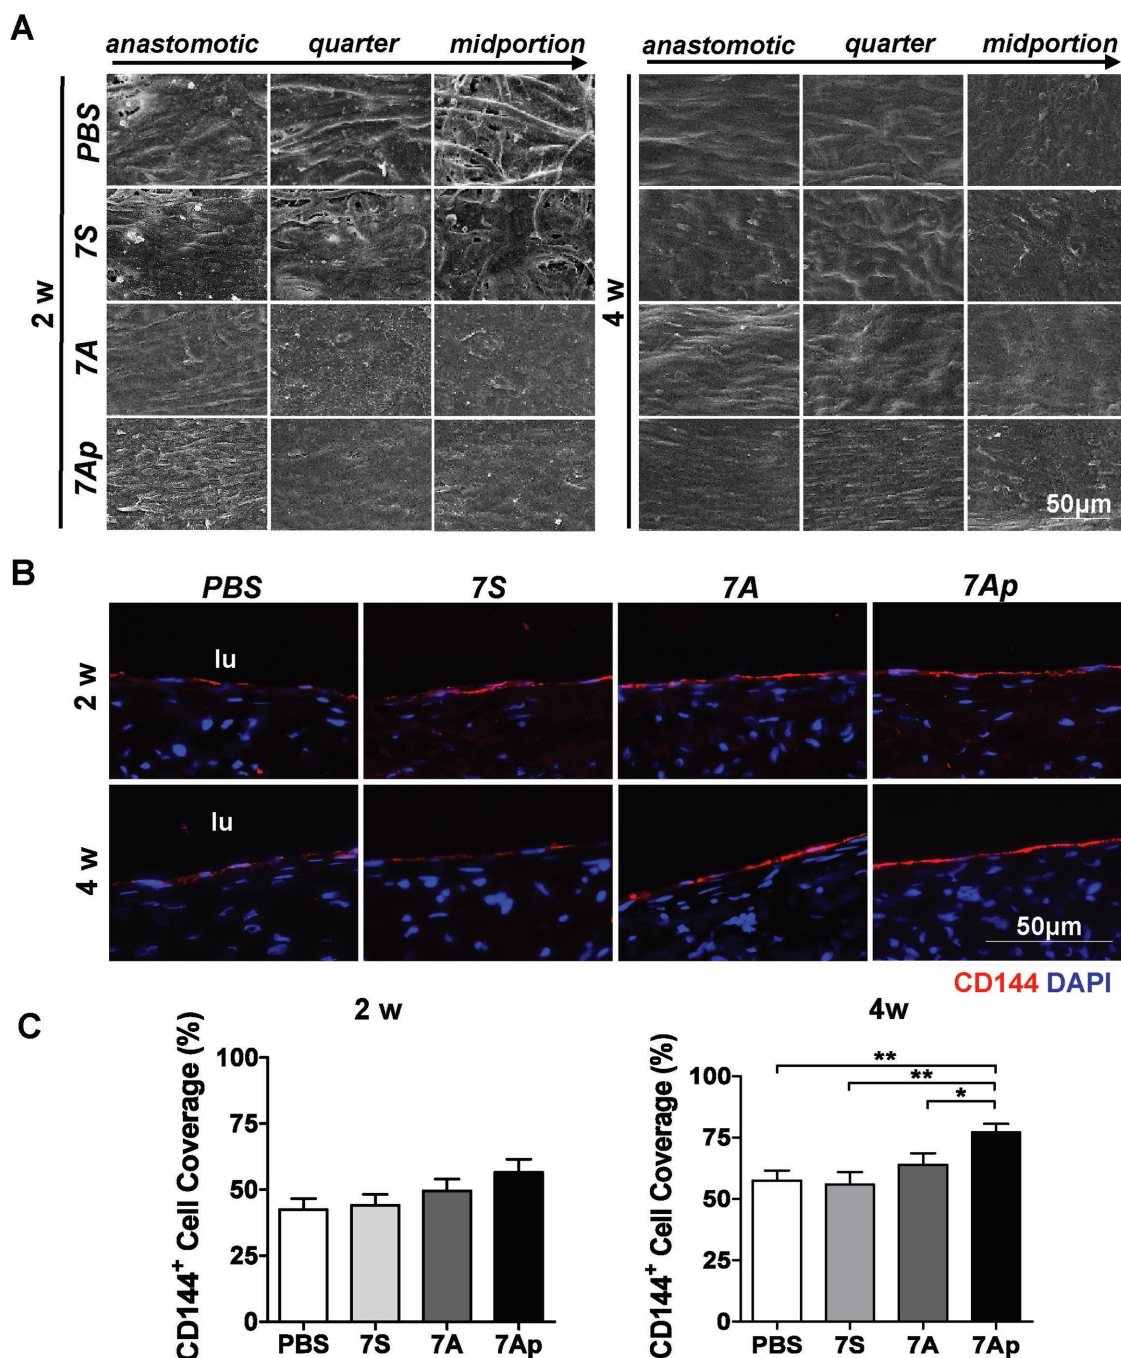 A
anastomotic quarter midportion
anastomotic quarter midportion
2 w
PBS
7S
7A
7Ap
4 w
50µm
B
PBS 7S 7A 7Ap
2 w
lu
4 w
lu
50µm
CD144 DAPI
C
2 w
CD144+ Cell Coverage (%)
100
75
50
25
0
PBS 7S 7A 7Ap
4w
CD144+ Cell Coverage (%)
100
75
50
25
0
**
**
*
PBS 7S 7A 7Ap